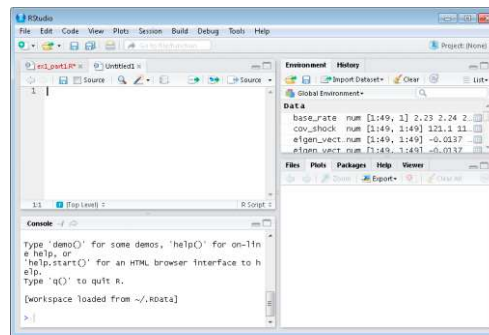 RStudio
File Edit Code View Plots Session Build Debug Tools Help
Go to file/function
Project: (None)
er1_part1.R* × Untitled1 ×
Source Source
1
1:1 (Top Level) R Script
Console ~/
Type 'demo()' for some demos, 'help()' for on-lin
e help, or
'help.start()' for an HTML browser interface to h
elp.
Type 'q()' to quit R.
[Workspace loaded from ~/.RData]
>
Environment History
Import Dataset Clear List
Global Environment
Data
base_rate num [1:49, 1] 2.23 2.24 2…
cov_shock num [1:49, 1:49] 121.1 11…
eigen_vect…num [1:49, 1:49] -0.0137 …
eigen_vect num [1:49, 1:49] -0.0137
Files Plots Packages Help Viewer
Zoom Export Clear All